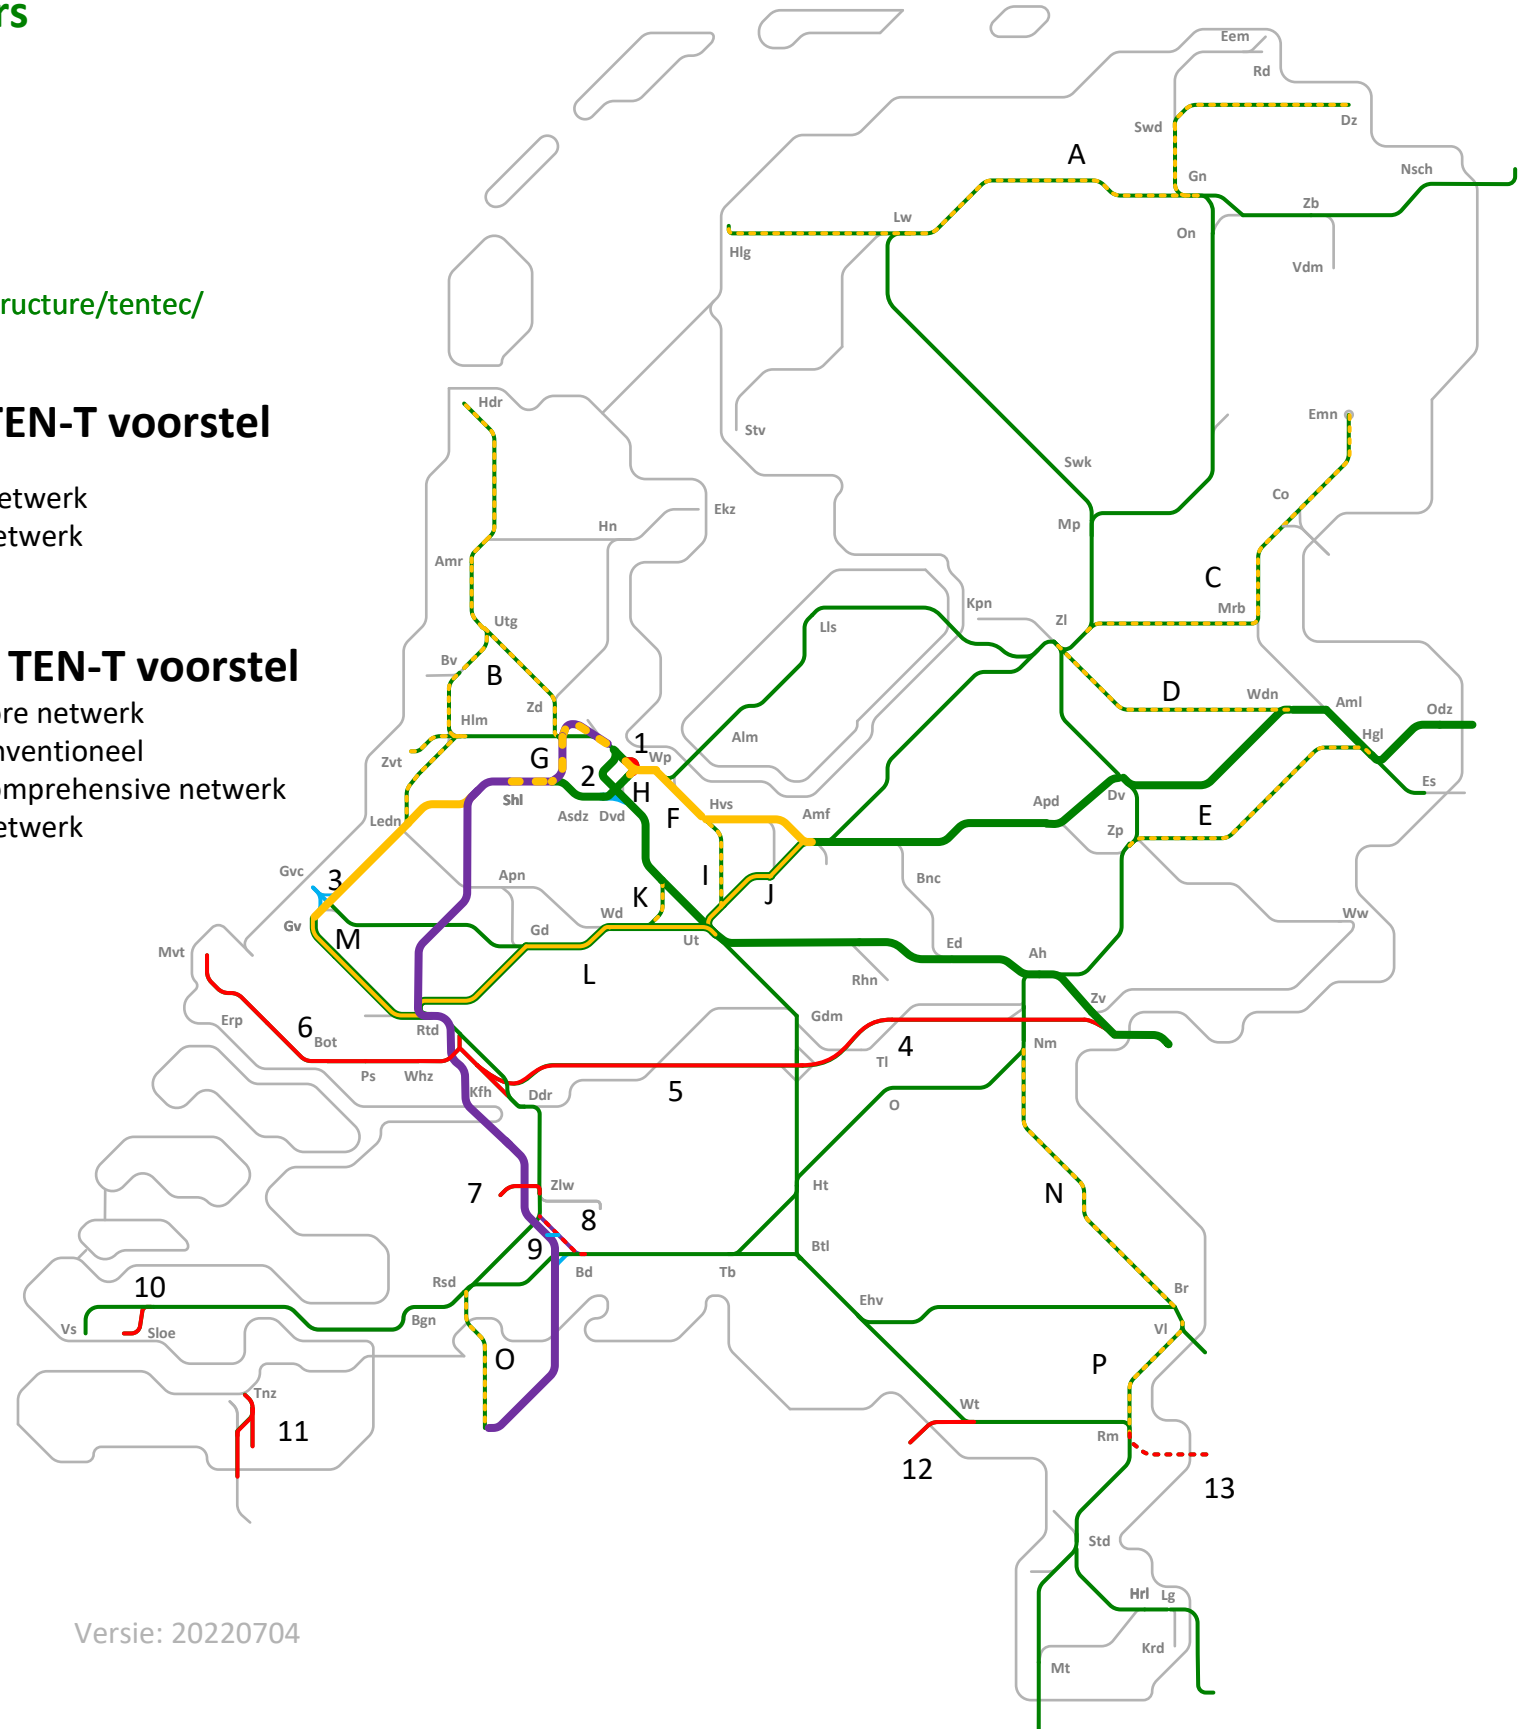 rs
Eem
Rd
Dz
Swd
A
Gn
Nsch
Zb
Lw
On
Hlg
Vdm
ructure/tentec/
TEN-T voorstel
Hdr
Emn
Stv
Swk
Co
etwerk
Ekz
Mp
Hn
etwerk
Amr
C
Kpn
Mrb
Utg
Lls
Zl
TEN-T voorstel
Bv
B
D
Wdn
Aml
Odz
ore netwerk
Zd
Hlm
Alm
Hgl
nventioneel
Zvt
G
1
Wp
2
H
Es
omprehensive netwerk
Shl
Asdz
Dvd
F
Hvs
Amf
Apd
Dv
E
Zp
etwerk
Ledn
Gvc
3
Apn
I
J
K
Bnc
Gv
M
Gd
Wd
Ut
Ww
Mvt
L
Ed
Ah
Rhn
Zv
Erp
6
Bot
Rtd
Gdm
4
Nm
Tl
Ps
Whz
Kfh
Ddr
5
O
7
Zlw
Ht
N
8
9
Bd
Tb
Btl
10
Rsd
Ehv
Br
Vs
Sloe
Bgn
Vl
O
P
Tnz
Wt
11
Rm
12
13
Std
Hrl
Lg
Versie: 20220704
Krd
Mt